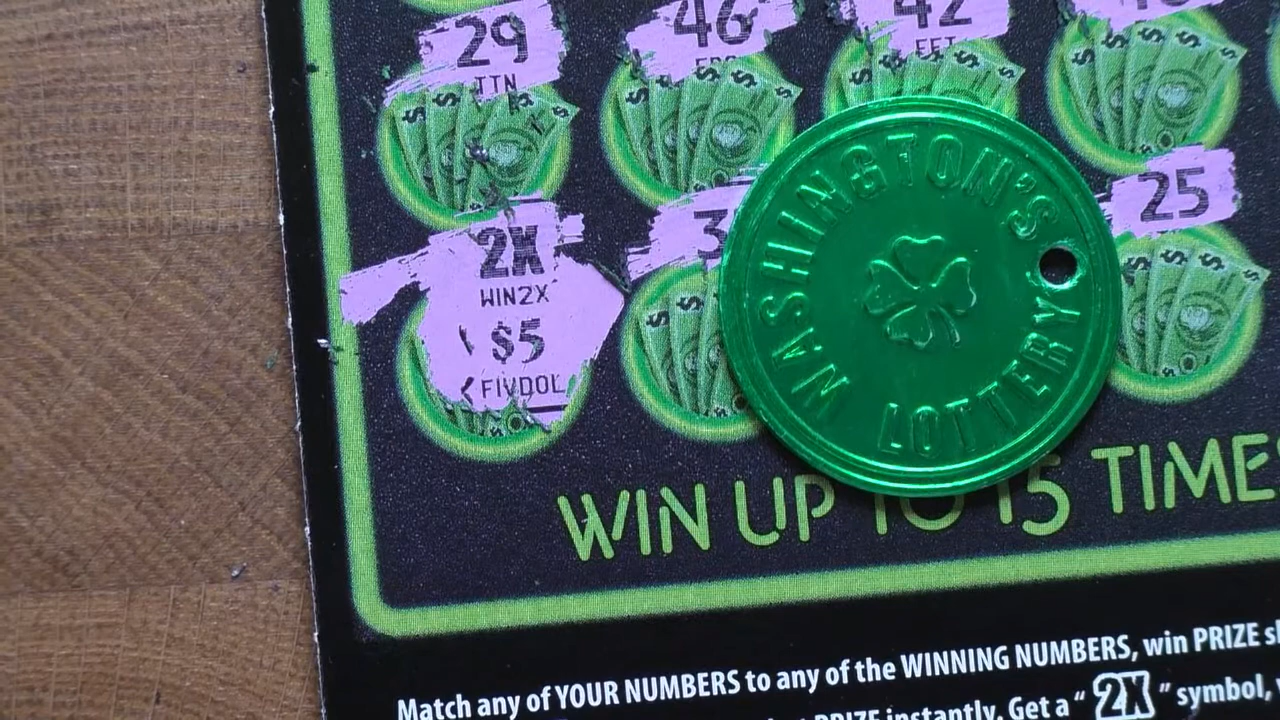 29
TTN
46
42
2X
WIN2X
$5
FIVDOL
3
25
WASHINGTON'S
LOTTERY
WIN UP TO 15
Match any of YOUR NUMBERS to any of the WINNING NUMBERS, win PRIZE
PRIZE instantly. Get a "2X" symbol,